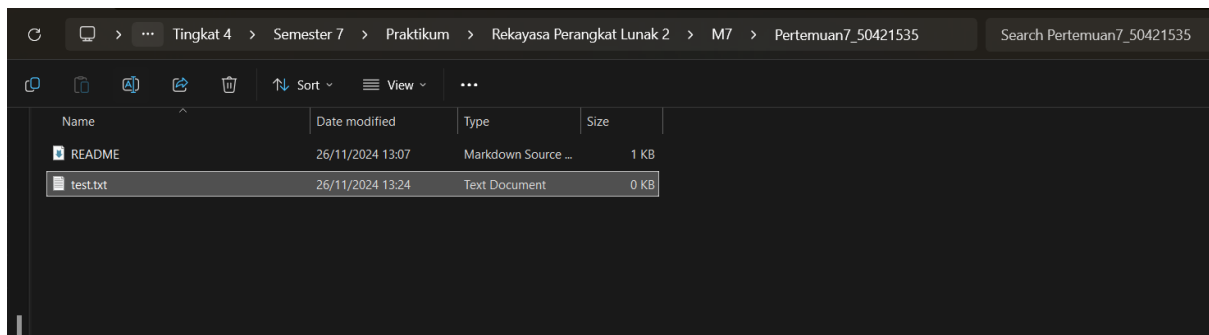 > ... Tingkat 4 > Semester 7 > Praktikum > Rekayasa Perangkat Lunak 2 > M7 > Pertemuan7_50421535 Search Pertemuan7_50421535
Sort View ...
Name Date modified Type Size
README 26/11/2024 13:07 Markdown Source ... 1 KB
test.txt 26/11/2024 13:24 Text Document 0 KB